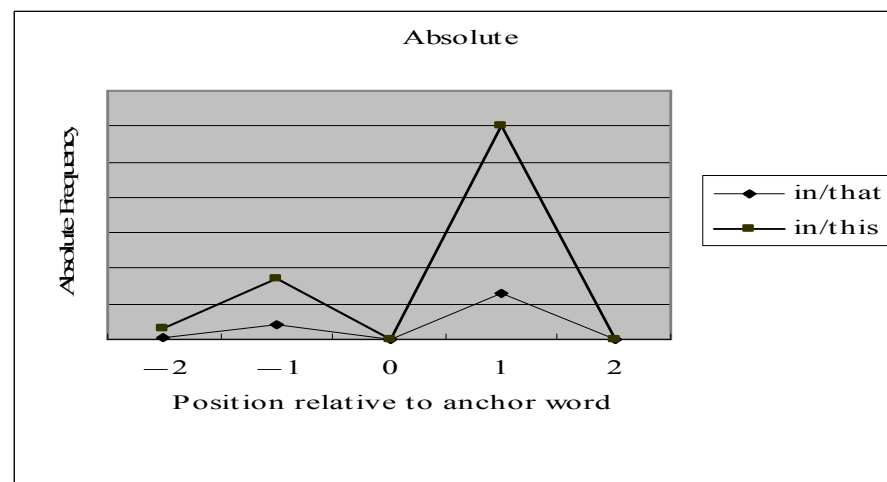 Absolute
Absolute Frequency
in/that
in/this
—2 —1 0 1 2
Position relative to anchor word